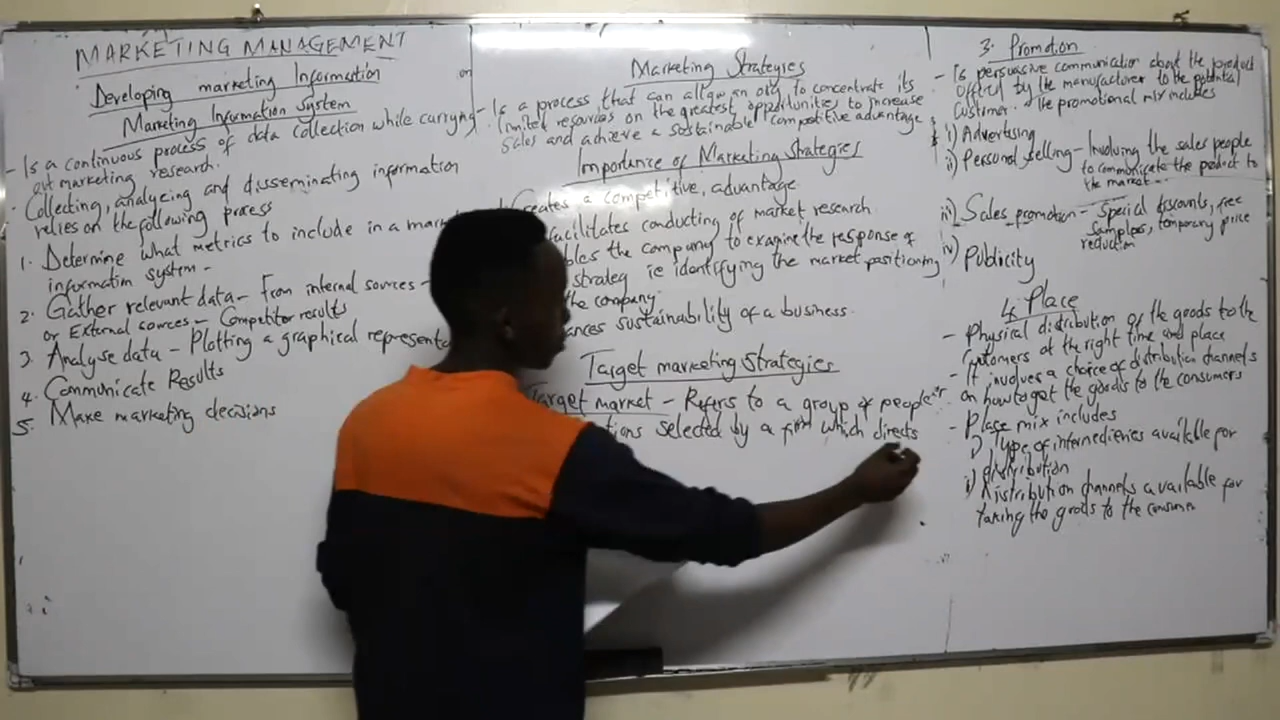 MARKETING MANAGEMENT
Developing marketing Information
or
Marketing Information System
- Is a continuous process of data collection while carrying
out marketing research.
- Collecting, analyzing and disseminating information
relies on the following process
1. Determine what metrics to include in a
information system -
2. Gather relevant data - From internal sources -
or External sources - Competitor results
3. Analyse data - Plotting a graphical
4. Communicate Results
5. Make marketing decisions
Marketing Strategies
- Is a process that can allow an org to concentrate its
limited resources on the greatest opportunities to increase
Sales and achieve a sustainable competitive advantage
Importance of Marketing Strategies
Creates a competitive advantage
facilitates conducting of market research
the company to examine the response of
ie identifying the market positioning
the company
sustainability of a business.
Target marketing Strategies
Target market - Refers to a group of people or
selected by a firm which directs
3. Promotion
- Is persuasive communication about the product
offered by the manufacturer to the potential
Customer. The promotional mix includes
i) Advertising
ii) Personal selling - Involving the sales people
to communicate the product to
the market -
iii) Sales promotion - Special discounts, free
samples, temporary price
reduction
iv) Publicity
4. Place
- Physical distribution of the goods to the
Customers at the right time and place
- It involves a choice of distribution channels
on how to get the goods to the consumers
- Place mix includes
i) Type of intermedieries available for
distribution
ii) Distribution channels available for
taking the goods to the consumer